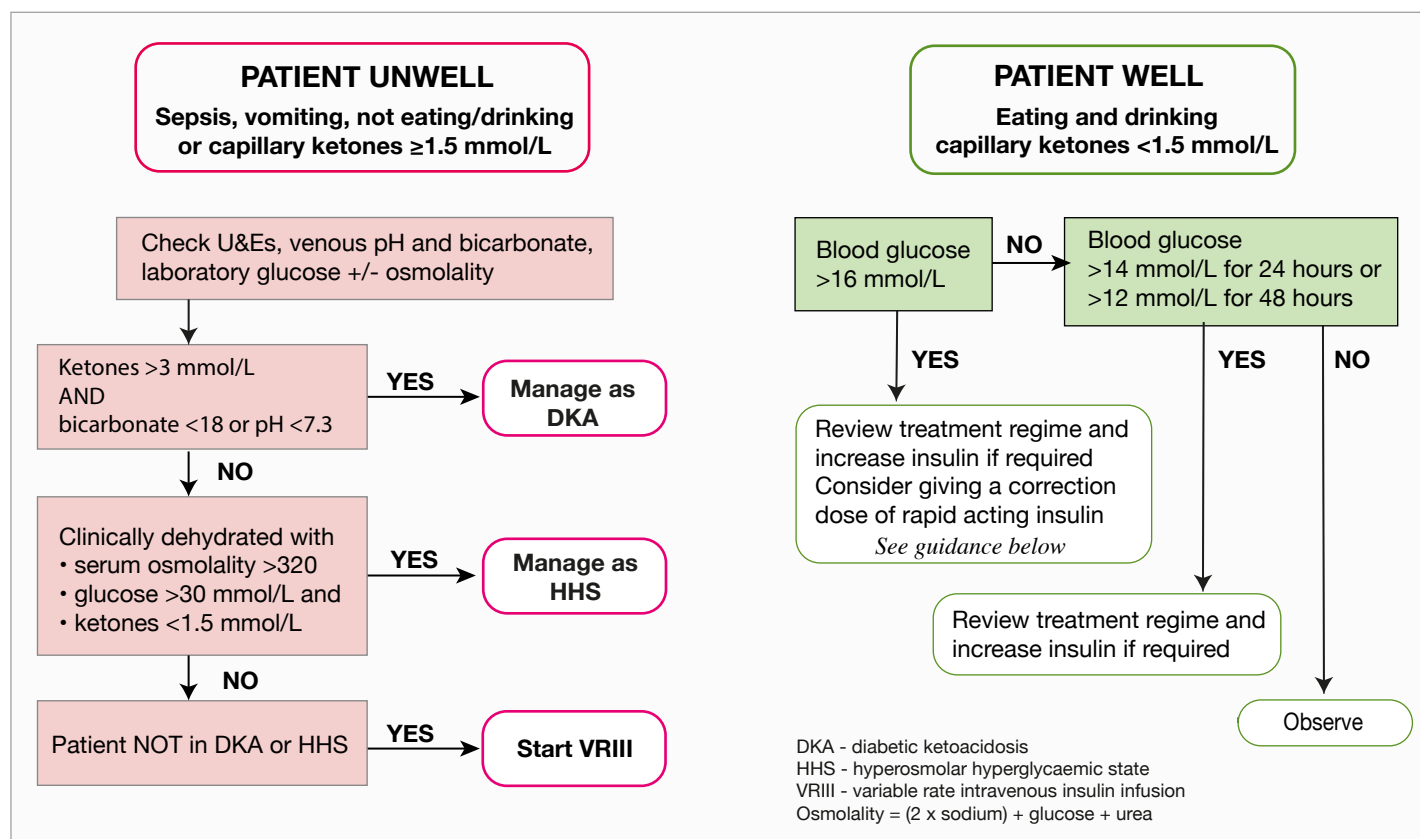 PATIENT UNWELL
Sepsis, vomiting, not eating/drinking
or capillary ketones ≥1.5 mmol/L
Check U&Es, venous pH and bicarbonate,
laboratory glucose +/- osmolality
Ketones >3 mmol/L
AND
bicarbonate <18 or pH <7.3
YES
Manage as
DKA
NO
Clinically dehydrated with
• serum osmolality >320
• glucose >30 mmol/L and
• ketones <1.5 mmol/L
YES
Manage as
HHS
NO
Patient NOT in DKA or HHS
YES
Start VRIII
PATIENT WELL
Eating and drinking
capillary ketones <1.5 mmol/L
Blood glucose
>16 mmol/L
NO
Blood glucose
>14 mmol/L for 24 hours or
>12 mmol/L for 48 hours
YES
Review treatment regime and
increase insulin if required
Consider giving a correction
dose of rapid acting insulin
See guidance below
YES
Review treatment regime and
increase insulin if required
NO
Observe
DKA - diabetic ketoacidosis
HHS - hyperosmolar hyperglycaemic state
VRIII - variable rate intravenous insulin infusion
Osmolality = (2 x sodium) + glucose + urea